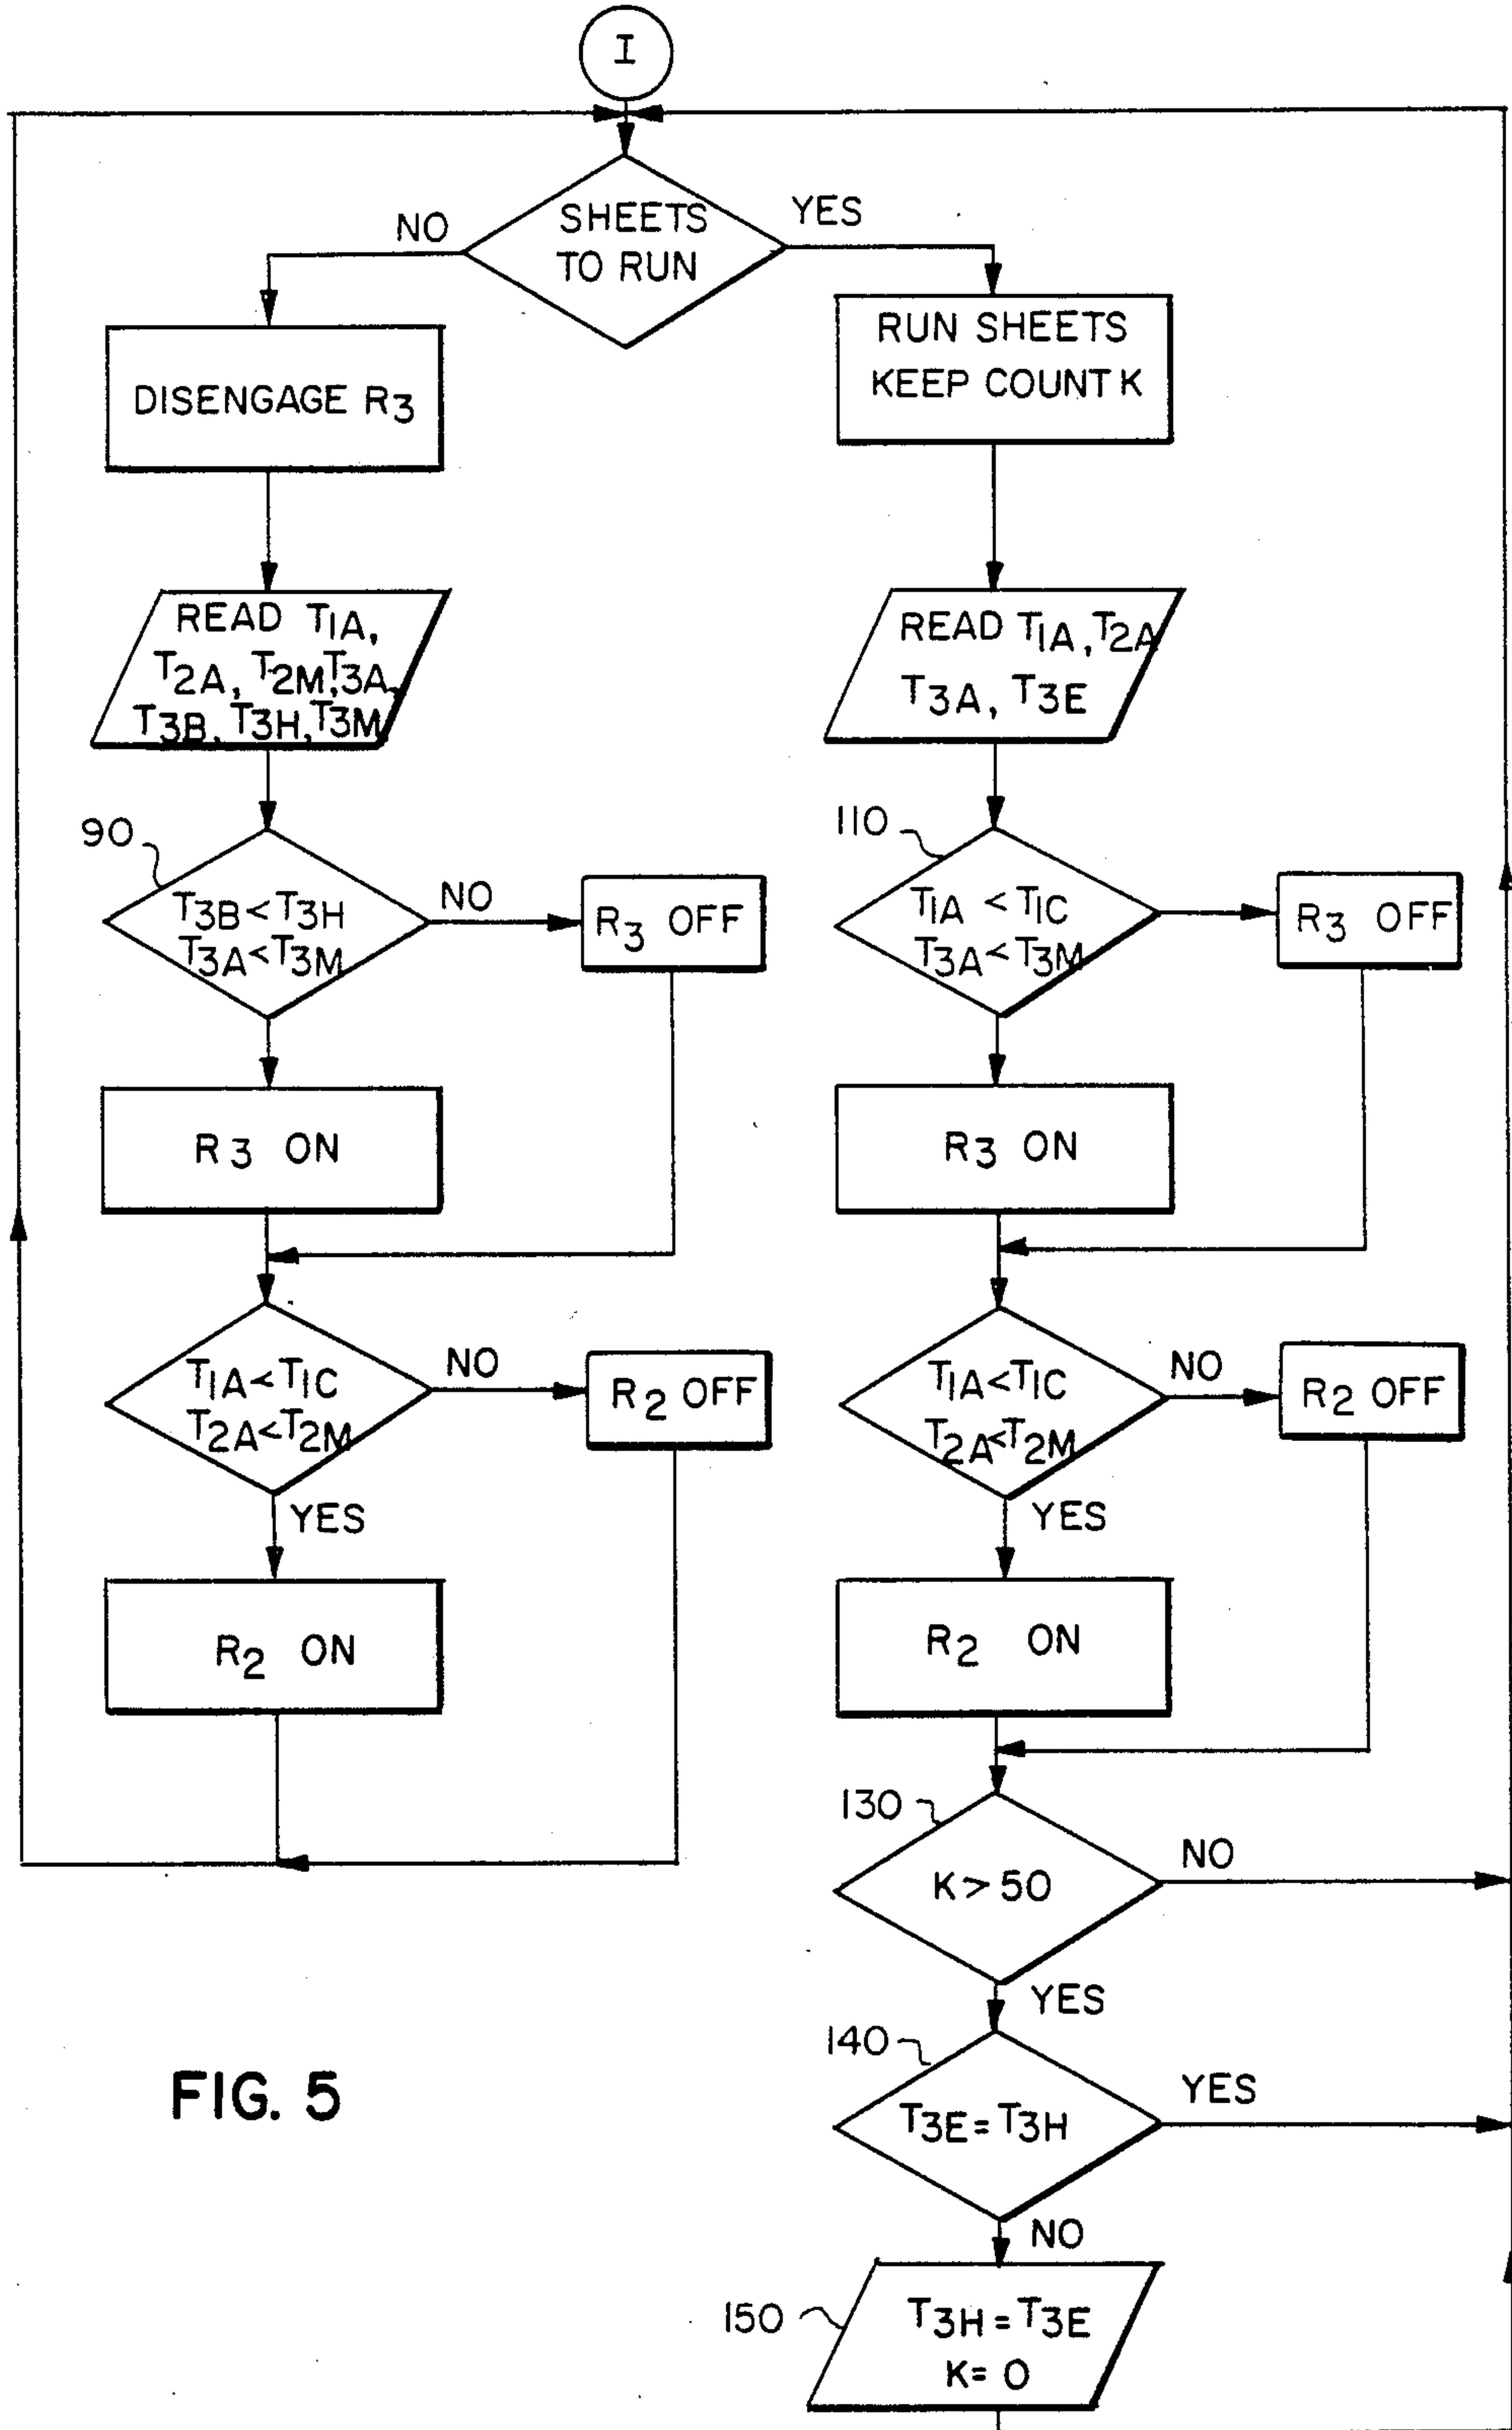 I
SHEETS
TO RUN
NO
YES
DISENGAGE R3
RUN SHEETS
KEEP COUNT K
READ T1A,
T2A, T2M, T3A,
T3B, T3H, T3M
READ T1A, T2A
T3A, T3E
90
T3B < T3H
T3A < T3M
NO
R3 OFF
110
T1A < T1C
T3A < T3M
R3 OFF
R3 ON
R3 ON
T1A < T1C
T2A < T2M
NO
R2 OFF
YES
T1A < T1C
T2A < T2M
NO
R2 OFF
YES
R2 ON
R2 ON
130
K > 50
NO
YES
140
T3E = T3H
YES
NO
150
T3H = T3E
K = 0
FIG. 5